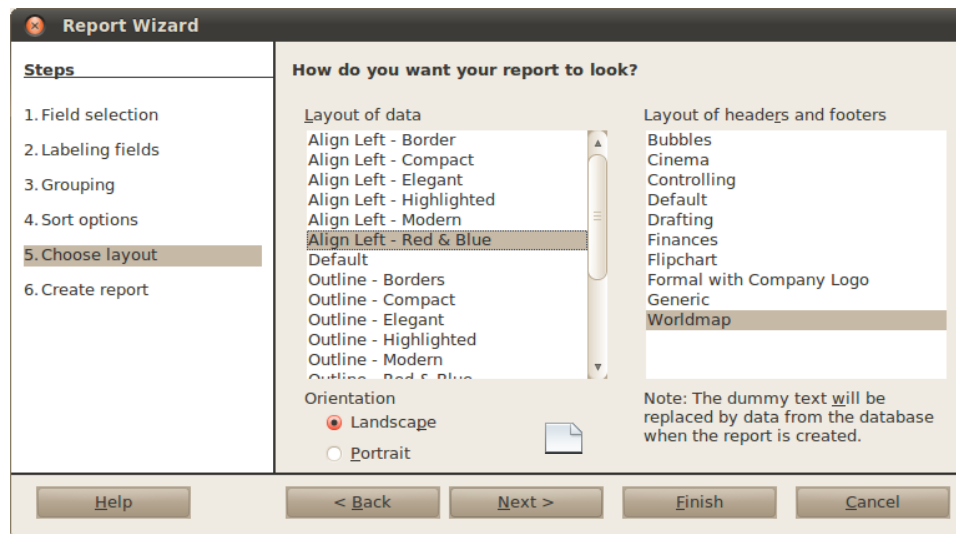 Report Wizard
Steps
1. Field selection
2. Labeling fields
3. Grouping
4. Sort options
5. Choose layout
6. Create report
How do you want your report to look?
Layout of data
Align Left - Border
Align Left - Compact
Align Left - Elegant
Align Left - Highlighted
Align Left - Modern
Align Left - Red & Blue
Default
Outline - Borders
Outline - Compact
Outline - Elegant
Outline - Highlighted
Outline - Modern
Outline - Red & Blue
Layout of headers and footers
Bubbles
Cinema
Controlling
Default
Drafting
Finances
Flipchart
Formal with Company Logo
Generic
Worldmap
Orientation
Landscape
Portrait
Note: The dummy text will be
replaced by data from the database
when the report is created.
Help
< Back
Next >
Finish
Cancel